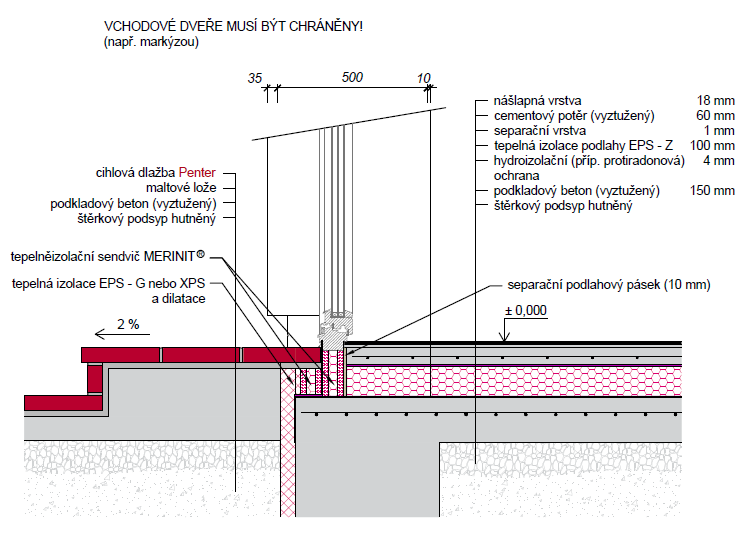 VCHODOVÉ DVEŘE MUSÍ BÝT CHRÁNĚNY!
(např. markýzou)
35 500 10
nášlapná vrstva 18 mm
cementový potěr (vyztužený) 60 mm
separační vrstva 1 mm
tepelná izolace podlahy EPS - Z 100 mm
hydroizolační (příp. protiradonová) 4 mm
ochrana
podkladový beton (vyztužený) 150 mm
štěrkový podsyp hutněný
cihlová dlažba Penter
maltové lože
podkladový beton (vyztužený)
štěrkový podsyp hutněný
tepelněizolační sendvič MERINIT®
tepelná izolace EPS - G nebo XPS
a dilatace
separační podlahový pásek (10 mm)
± 0,000
2 %